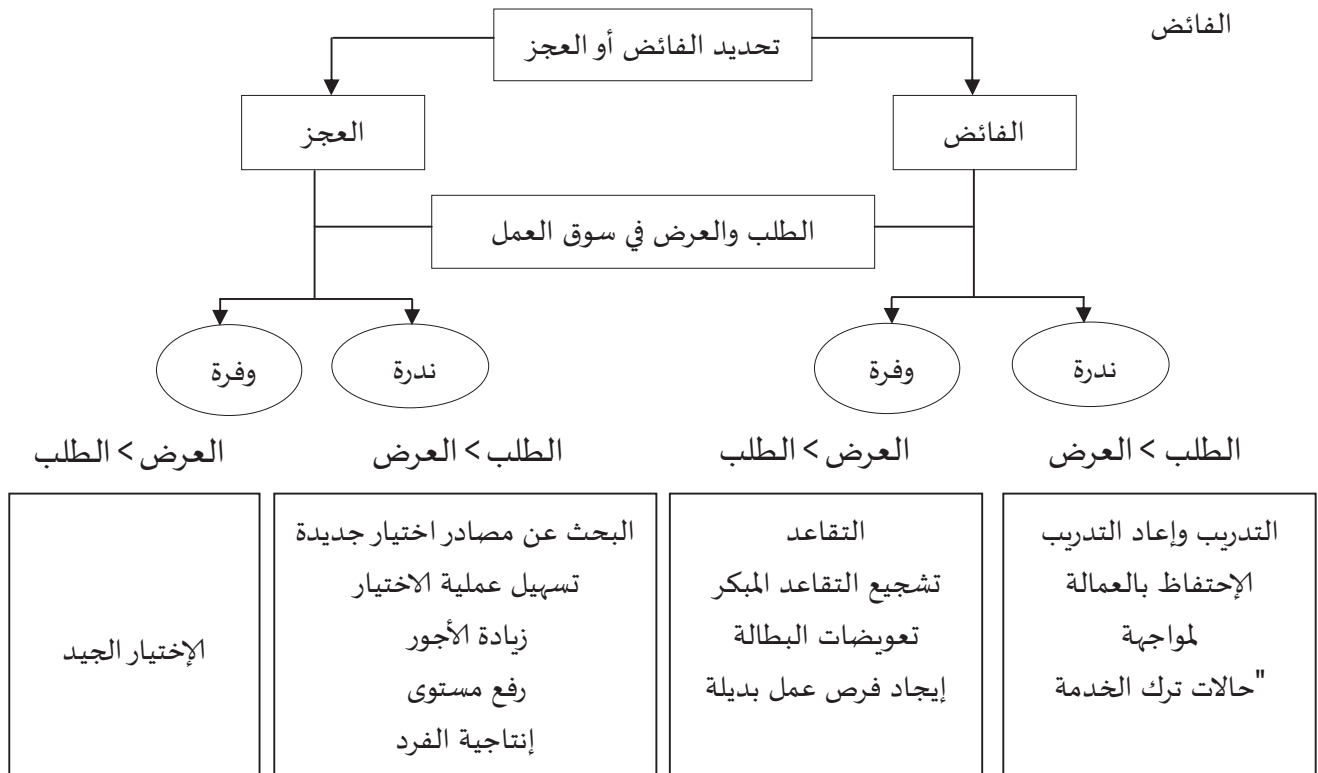 الفائض
تحديد الفائض أو العجز
الفائض
العجز
الطلب والعرض في سوق العمل
ندرة
وفرة
ندرة
وفرة
الطلب > العرض
العرض > الطلب
الطلب > العرض
العرض > الطلب
التدريب وإعاد التدريب
الإحتفاظ بالعمالة
لمواجهة
"حالات ترك الخدمة
التقاعد
تشجيع التقاعد المبكر
تعويضات البطالة
إيجاد فرص عمل بديلة
البحث عن مصادر اختيار جديدة
تسهيل عملية الاختيار
زيادة الأجور
رفع مستوى
إنتاجية الفرد
الإختيار الجيد